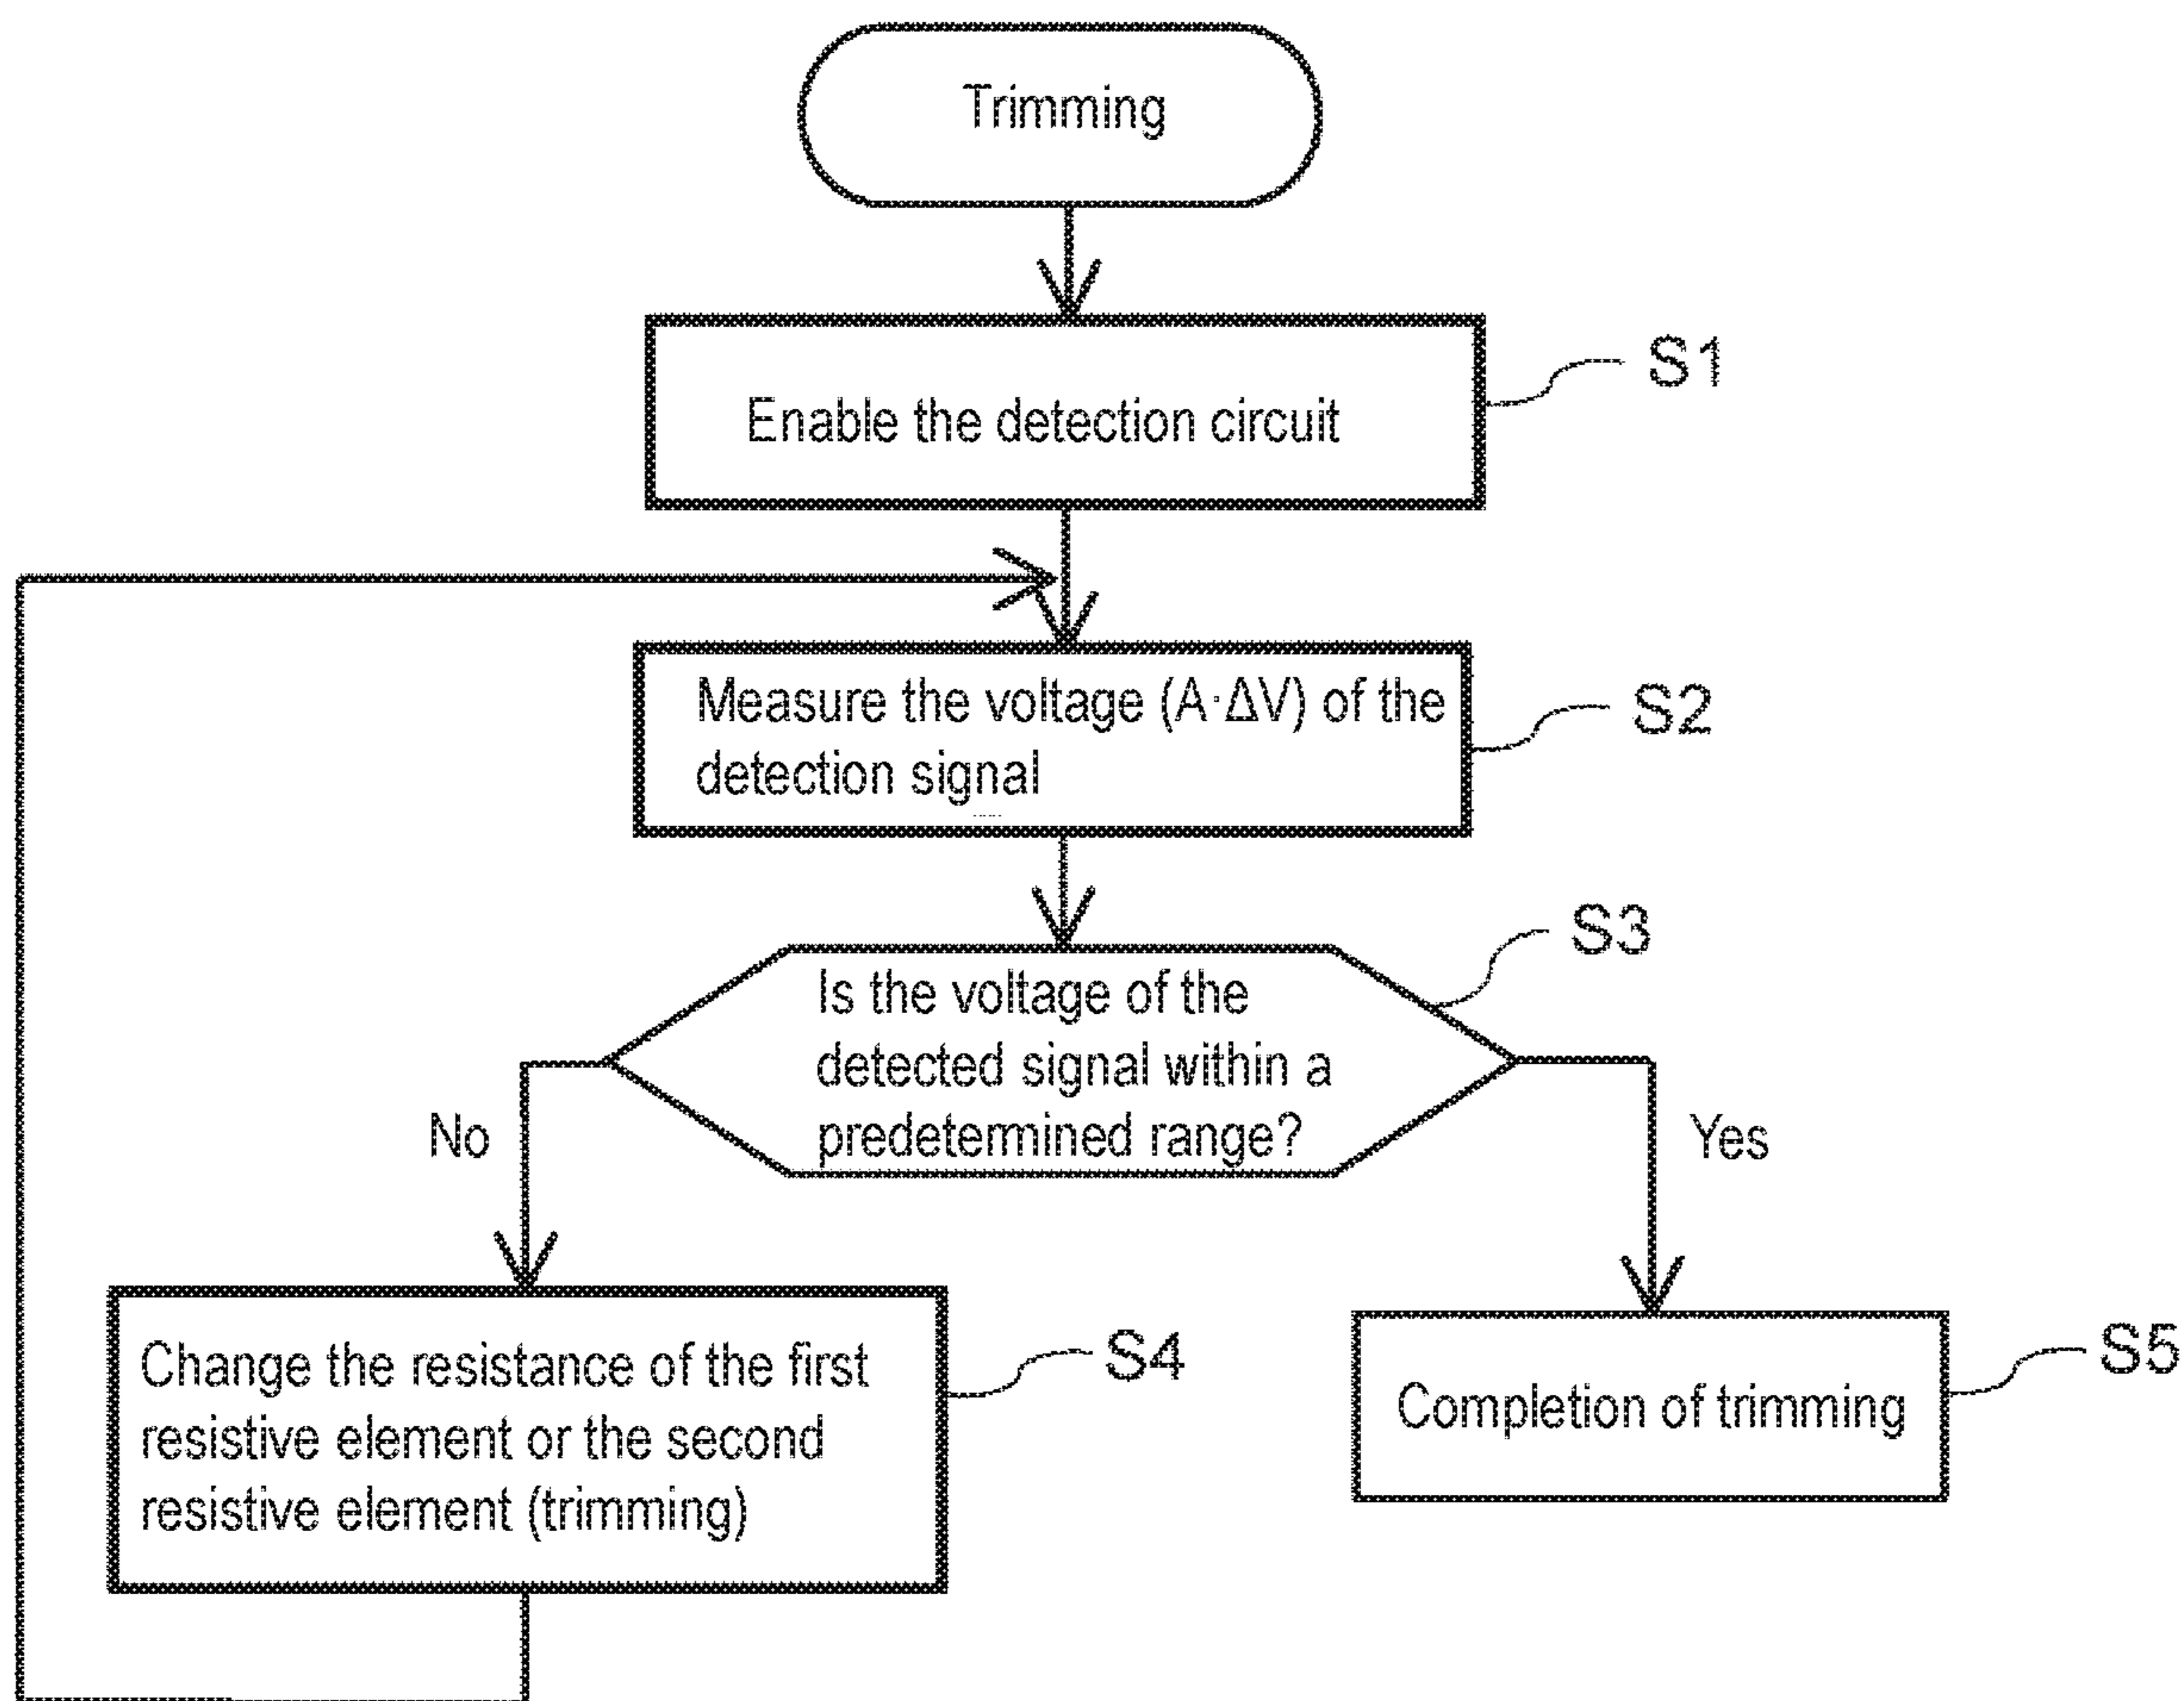 Trimming
Enable the detection circuit
S1
Measure the voltage (A·ΔV) of the
detection signal
S2
Is the voltage of the
detected signal within a
predetermined range?
S3
No
Yes
Change the resistance of the first
resistive element or the second
resistive element (trimming)
S4
Completion of trimming
S5